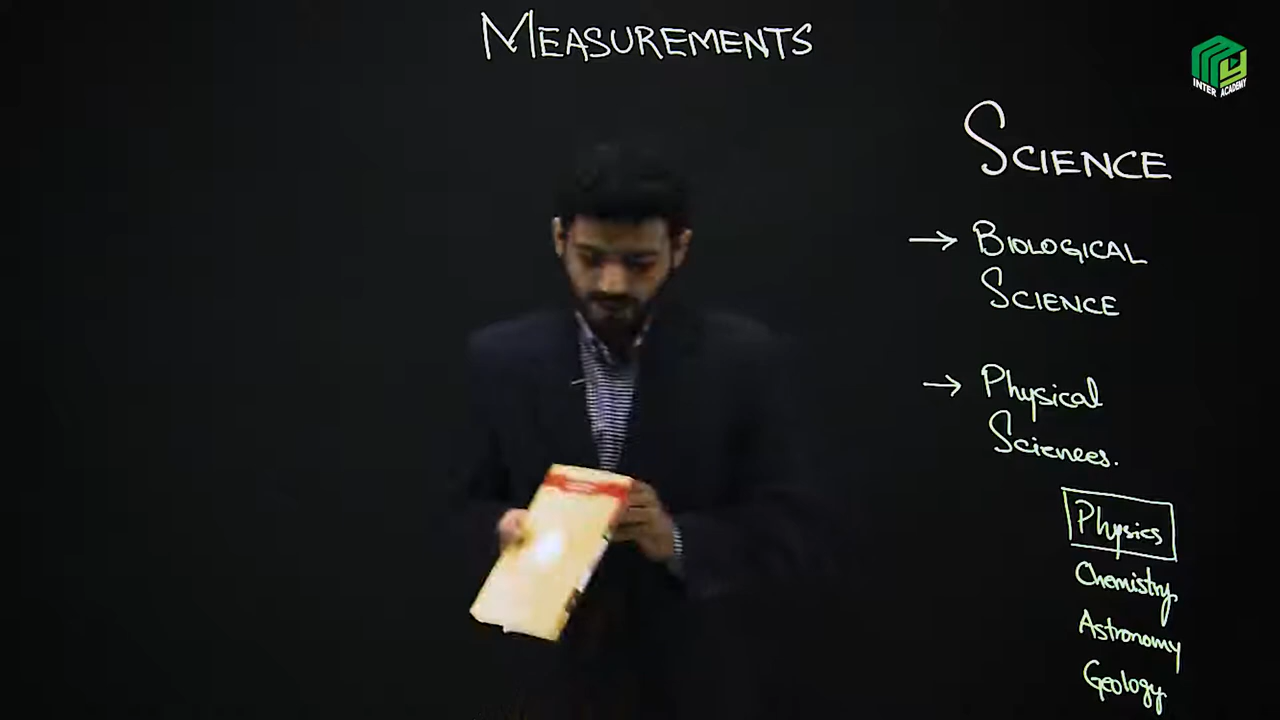 MEASUREMENTS
INTER ACADEMY
SCIENCE
→ BIOLOGICAL
SCIENCE
→ Physical
Sciences.
Physics
Chemistry
Astronomy
Geology